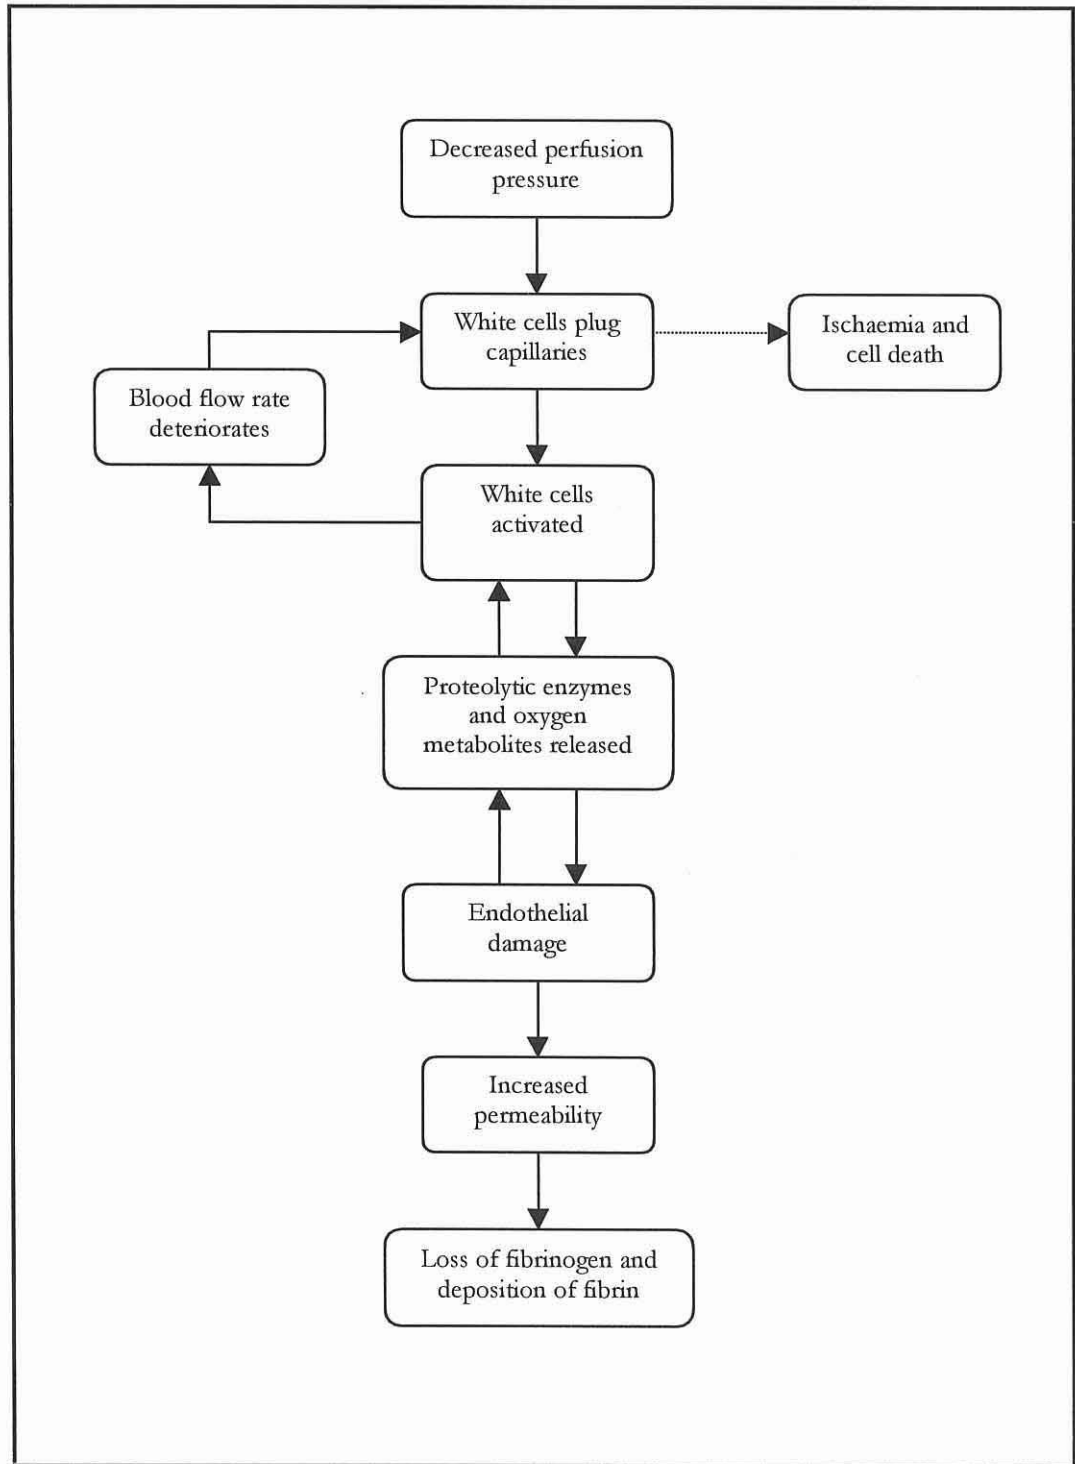 Decreased perfusion
pressure
White cells plug
capillaries
Ischaemia and
cell death
Blood flow rate
deteriorates
White cells
activated
Proteolytic enzymes
and oxygen
metabolites released
Endothelial
damage
Increased
permeability
Loss of fibrinogen and
deposition of fibrin